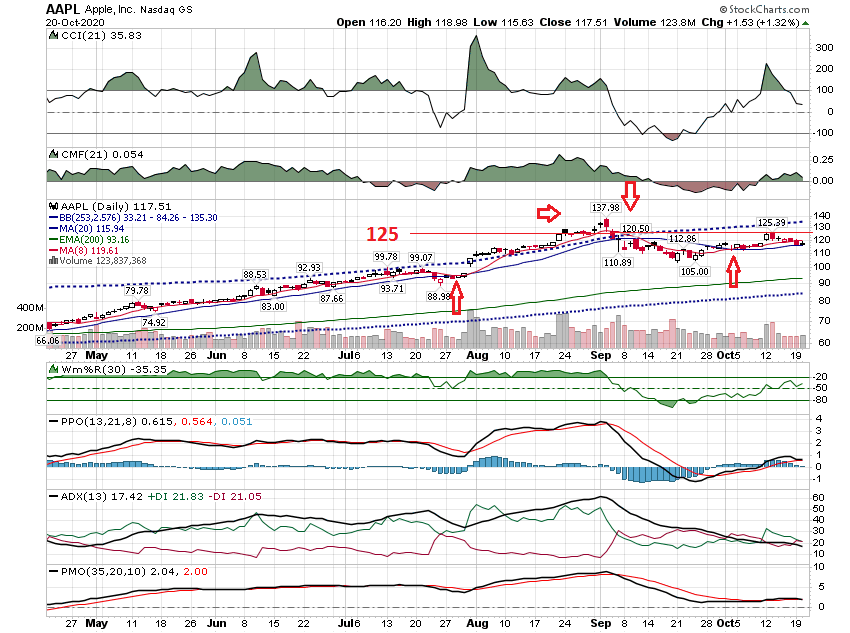 AAPL Apple, Inc. Nasdaq GS © StockCharts.com
20-Oct-2020 Open 116.20 High 118.98 Low 115.63 Close 117.51 Volume 123.8M Chg +1.53 (+1.32%)
CCI(21) 35.83
300
200
100
0
-100
CMF(21) 0.054
0.25
0.00
AAPL (Daily) 117.51
BB(253,2.576) 33.21 - 84.26 - 135.30
MA(20) 115.94
EMA(200) 93.16
MA(8) 119.61
Volume 123,837,368
125
137.98
120.50
125.39
112.86
110.89
105.00
99.78
99.07
92.93
93.71
88.98
88.53
87.66
83.00
79.78
74.92
66.06
140
130
120
110
100
90
80
70
60
400M
200M
27 May 11 18 26 Jun 8 15 22 Jul6 13 20 27 Aug 10 17 24 Sep 8 14 21 28 Oct5 12 19
Wm%R(30) -35.35
-20
-50
-80
PPO(13,21,8) 0.615, 0.564, 0.051
4
3
2
1
0
-1
ADX(13) 17.42 +DI 21.83 -DI 21.05
60
50
40
30
20
10
PMO(35,20,10) 2.04, 2.00
10
5
0
27 May 11 18 26 Jun 8 15 22 Jul6 13 20 27 Aug 10 17 24 Sep 8 14 21 28 Oct5 12 19